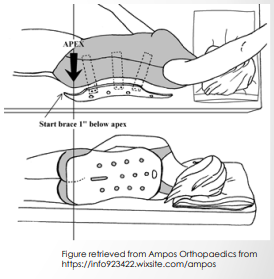 APEX
Start brace 1" below apex
Figure retrieved from Ampos Orthopaedics from
https://info923422.wixsite.com/ampos